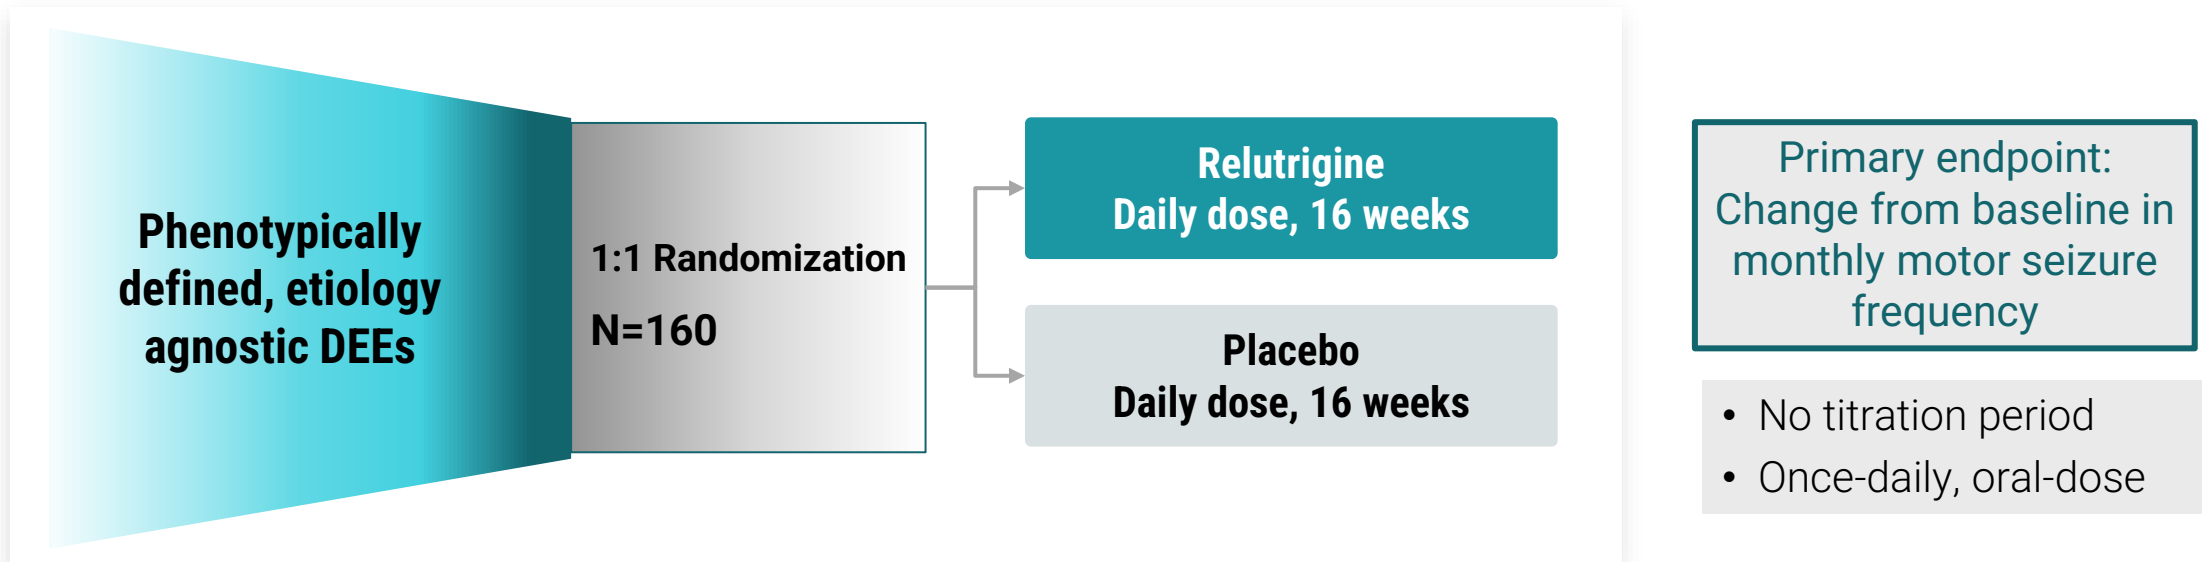 Phenotypically
defined, etiology
agnostic DEEs
1:1 Randomization
N=160
Relutrigine
Daily dose, 16 weeks
Placebo
Daily dose, 16 weeks
Primary endpoint:
Change from baseline in
monthly motor seizure
frequency
• No titration period
• Once-daily, oral-dose